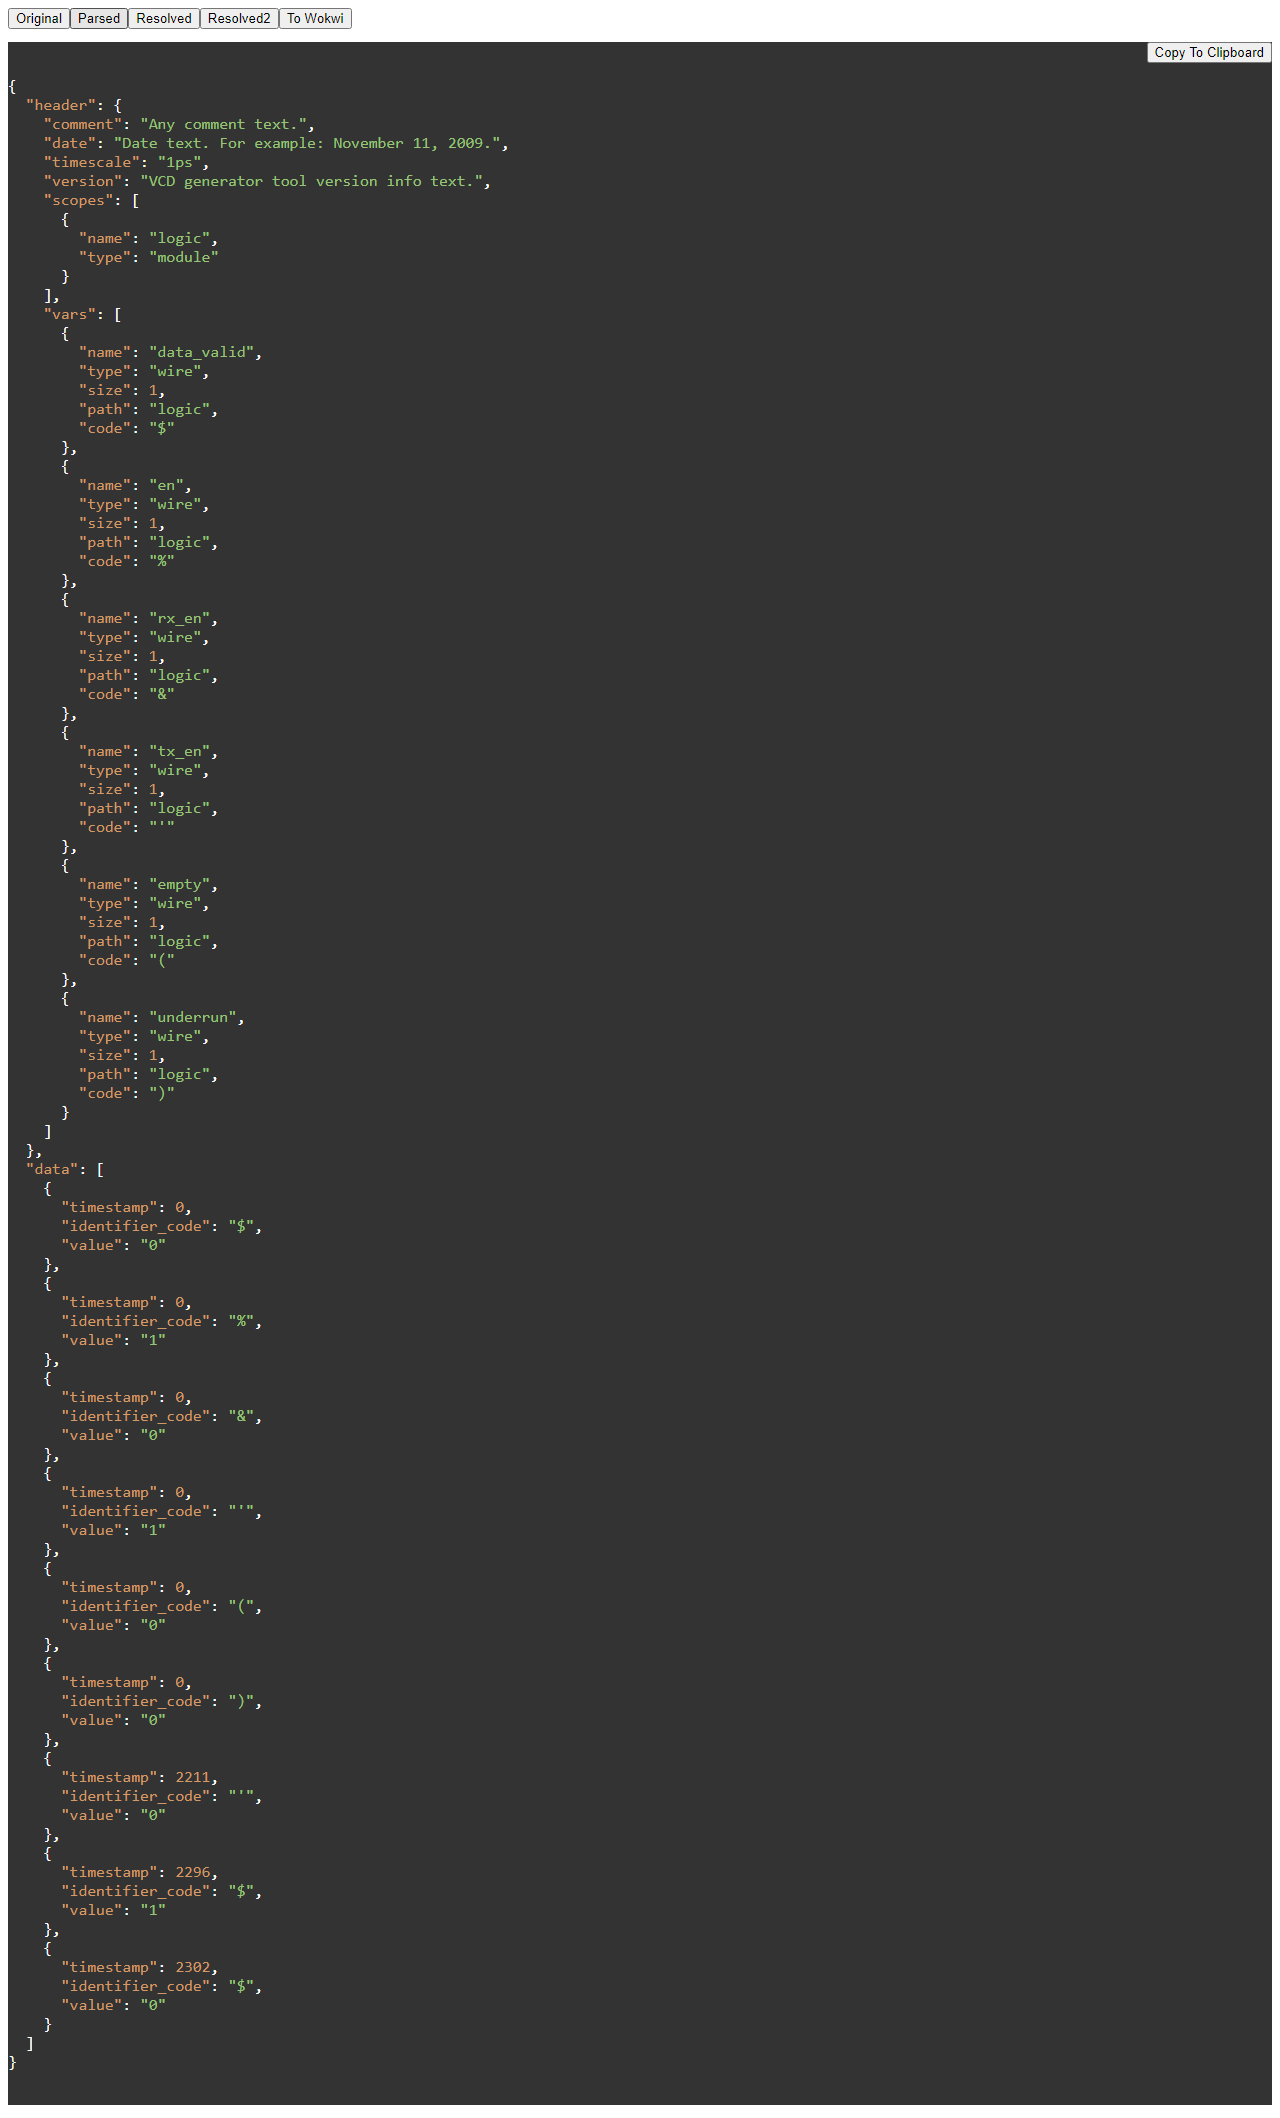 Original Parsed Resolved Resolved2 To Wokwi
Copy To Clipboard
{
  "header": {
    "comment": "Any comment text.",
    "date": "Date text. For example: November 11, 2009.",
    "timescale": "1ps",
    "version": "VCD generator tool version info text.",
    "scopes": [
      {
        "name": "logic",
        "type": "module"
      }
    ],
    "vars": [
      {
        "name": "data_valid",
        "type": "wire",
        "size": 1,
        "path": "logic",
        "code": "$"
      },
      {
        "name": "en",
        "type": "wire",
        "size": 1,
        "path": "logic",
        "code": "%"
      },
      {
        "name": "rx_en",
        "type": "wire",
        "size": 1,
        "path": "logic",
        "code": "&"
      },
      {
        "name": "tx_en",
        "type": "wire",
        "size": 1,
        "path": "logic",
        "code": "'"
      },
      {
        "name": "empty",
        "type": "wire",
        "size": 1,
        "path": "logic",
        "code": "("
      },
      {
        "name": "underrun",
        "type": "wire",
        "size": 1,
        "path": "logic",
        "code": ")"
      }
    ]
  },
  "data": [
    {
      "timestamp": 0,
      "identifier_code": "$",
      "value": "0"
    },
    {
      "timestamp": 0,
      "identifier_code": "%",
      "value": "1"
    },
    {
      "timestamp": 0,
      "identifier_code": "&",
      "value": "0"
    },
    {
      "timestamp": 0,
      "identifier_code": "'",
      "value": "1"
    },
    {
      "timestamp": 0,
      "identifier_code": "(",
      "value": "0"
    },
    {
      "timestamp": 0,
      "identifier_code": ")",
      "value": "0"
    },
    {
      "timestamp": 2211,
      "identifier_code": "'",
      "value": "0"
    },
    {
      "timestamp": 2296,
      "identifier_code": "$",
      "value": "1"
    },
    {
      "timestamp": 2302,
      "identifier_code": "$",
      "value": "0"
    }
  ]
}